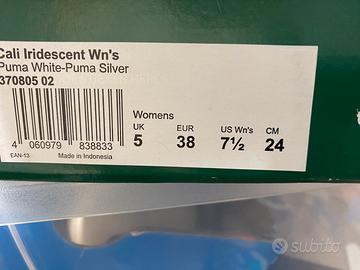 Cali Iridescent Wn's
Puma White-Puma Silver
370805 02
Womens
UK EUR US Wn's CM
5 38 7½ 24
4 060979 838833
EAN-13 Made in Indonesia
subito